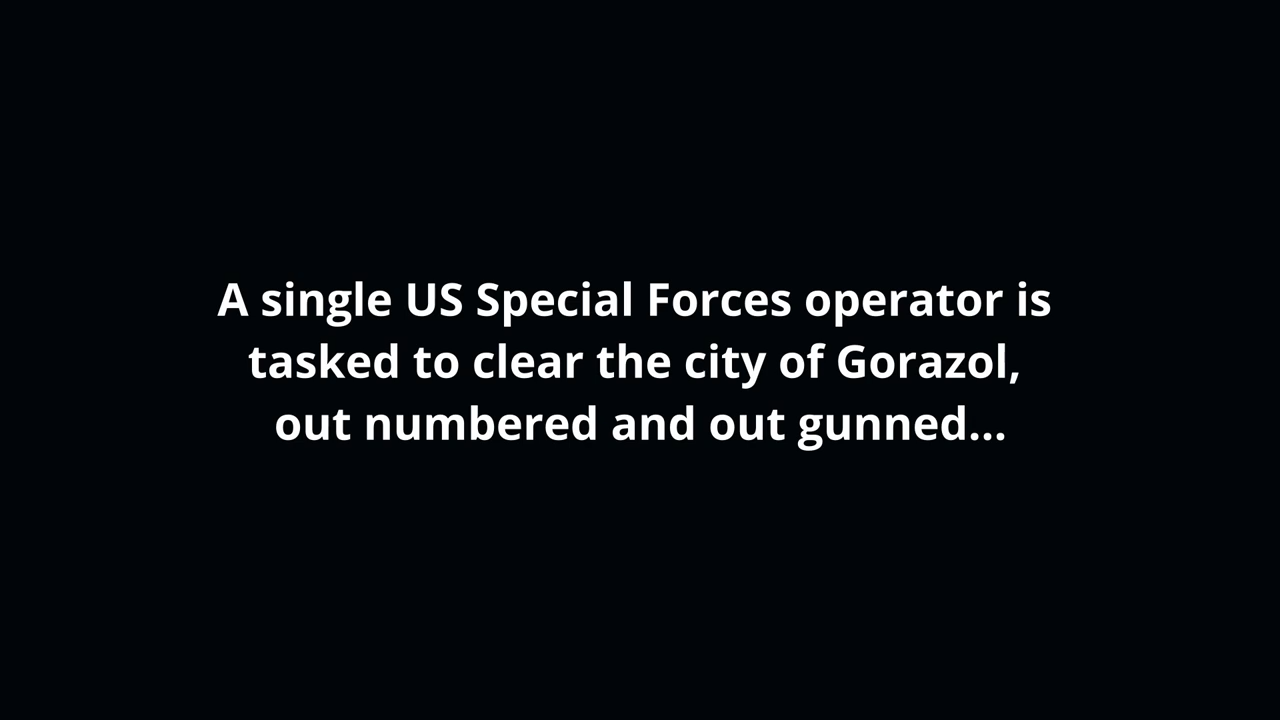 A single US Special Forces operator is
tasked to clear the city of Gorazol,
out numbered and out gunned...